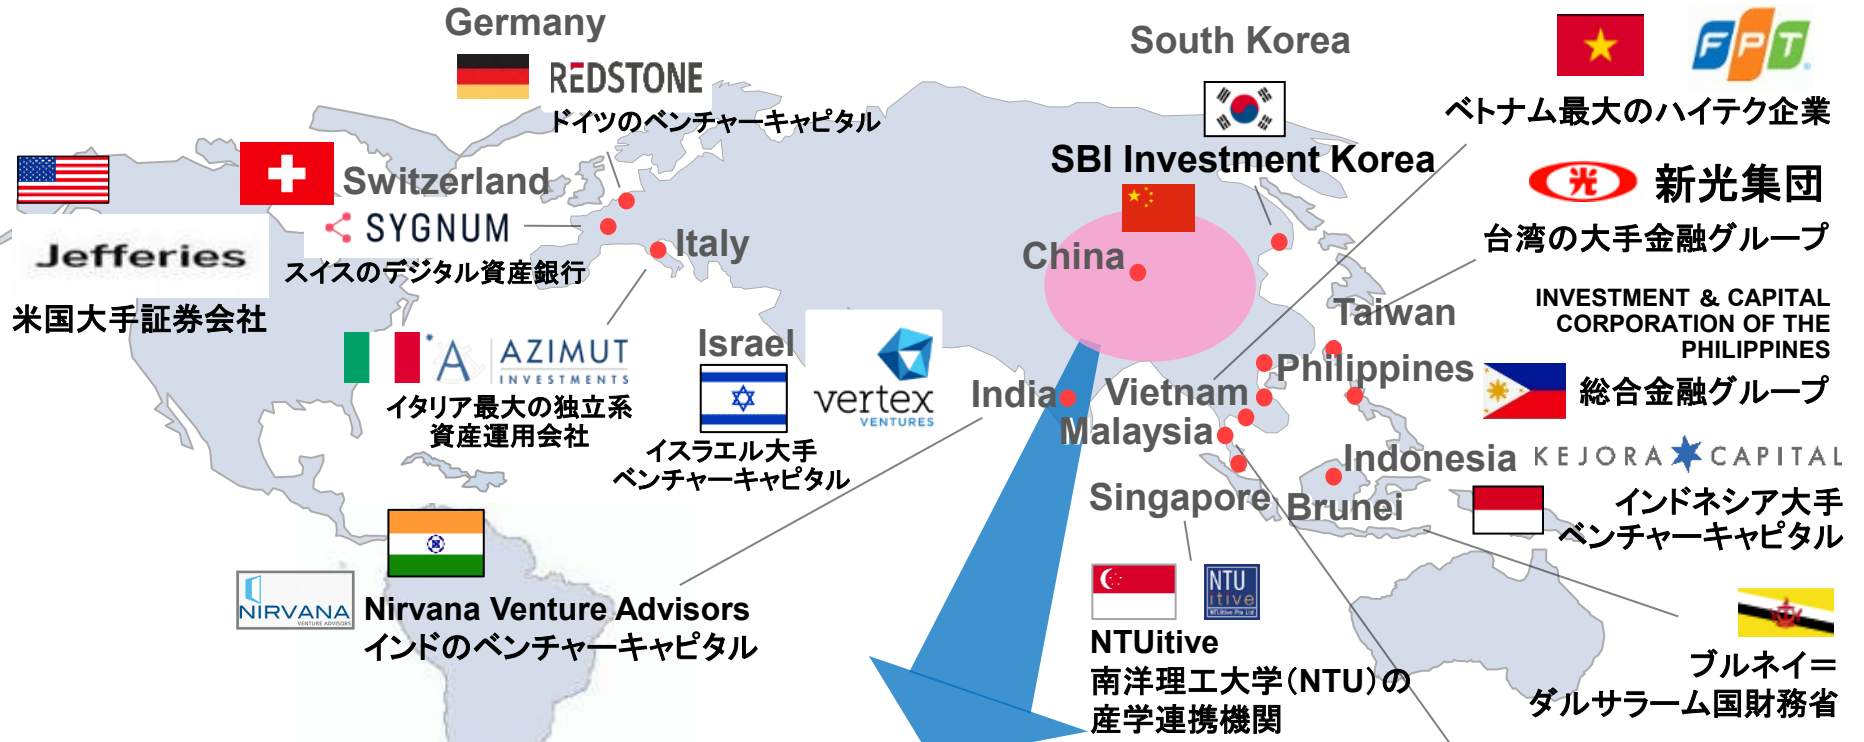 Germany
REDSTONE
ドイツのベンチャーキャピタル
South Korea
SBI Investment Korea
FPT
ベトナム最大のハイテク企業
Switzerland
SYGNUM
スイスのデジタル資産銀行
Jefferies
米国大手証券会社
Italy
AZIMUT
INVESTMENTS
イタリア最大の独立系
資産運用会社
Israel
vertex
VENTURES
イスラエル大手
ベンチャーキャピタル
China
光 新光集団
台湾の大手金融グループ
Taiwan
INVESTMENT & CAPITAL
CORPORATION OF THE
PHILIPPINES
総合金融グループ
Philippines
India
Vietnam
Malaysia
Singapore
Indonesia
Brunei
KEJORA CAPITAL
インドネシア大手
ベンチャーキャピタル
NIRVANA
VENTURE ADVISORS
Nirvana Venture Advisors
インドのベンチャーキャピタル
NTU
itive
NTUitive Pte Ltd
NTUitive
南洋理工大学(NTU)の
産学連携機関
ブルネイ=
ダルサラーム国財務省